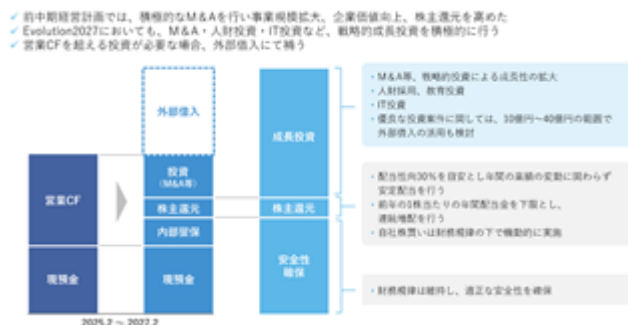 前中期経営計画では、積極的なM&Aを行い事業規模拡大、企業価値向上、株主還元を高めた
Evolution2027においても、M&A・人財投資・IT投資など、戦略的成長投資を積極的に行う
営業CFを超える投資が必要な場合、外部借入にて補う
外部借入
成長投資
投資
(M&A等)
営業CF
株主還元
株主還元
内部留保
安全性
確保
現預金
現預金
2025.2 ～ 2027.2
・M&A等、戦略的投資による成長性の拡大
・人財採用、教育投資
・IT投資
・優良な投資案件に関しては、30億円～40億円の範囲で
外部借入の活用も検討
・配当性向30%を目安とし年間の業績の変動に関わらず
安定配当を行う
・前年の1株当たりの年間配当金を下限とし、
連続増配を行う
・自社株買いは財務規律の下で機動的に実施
・財務規律は維持し、適正な安全性を確保